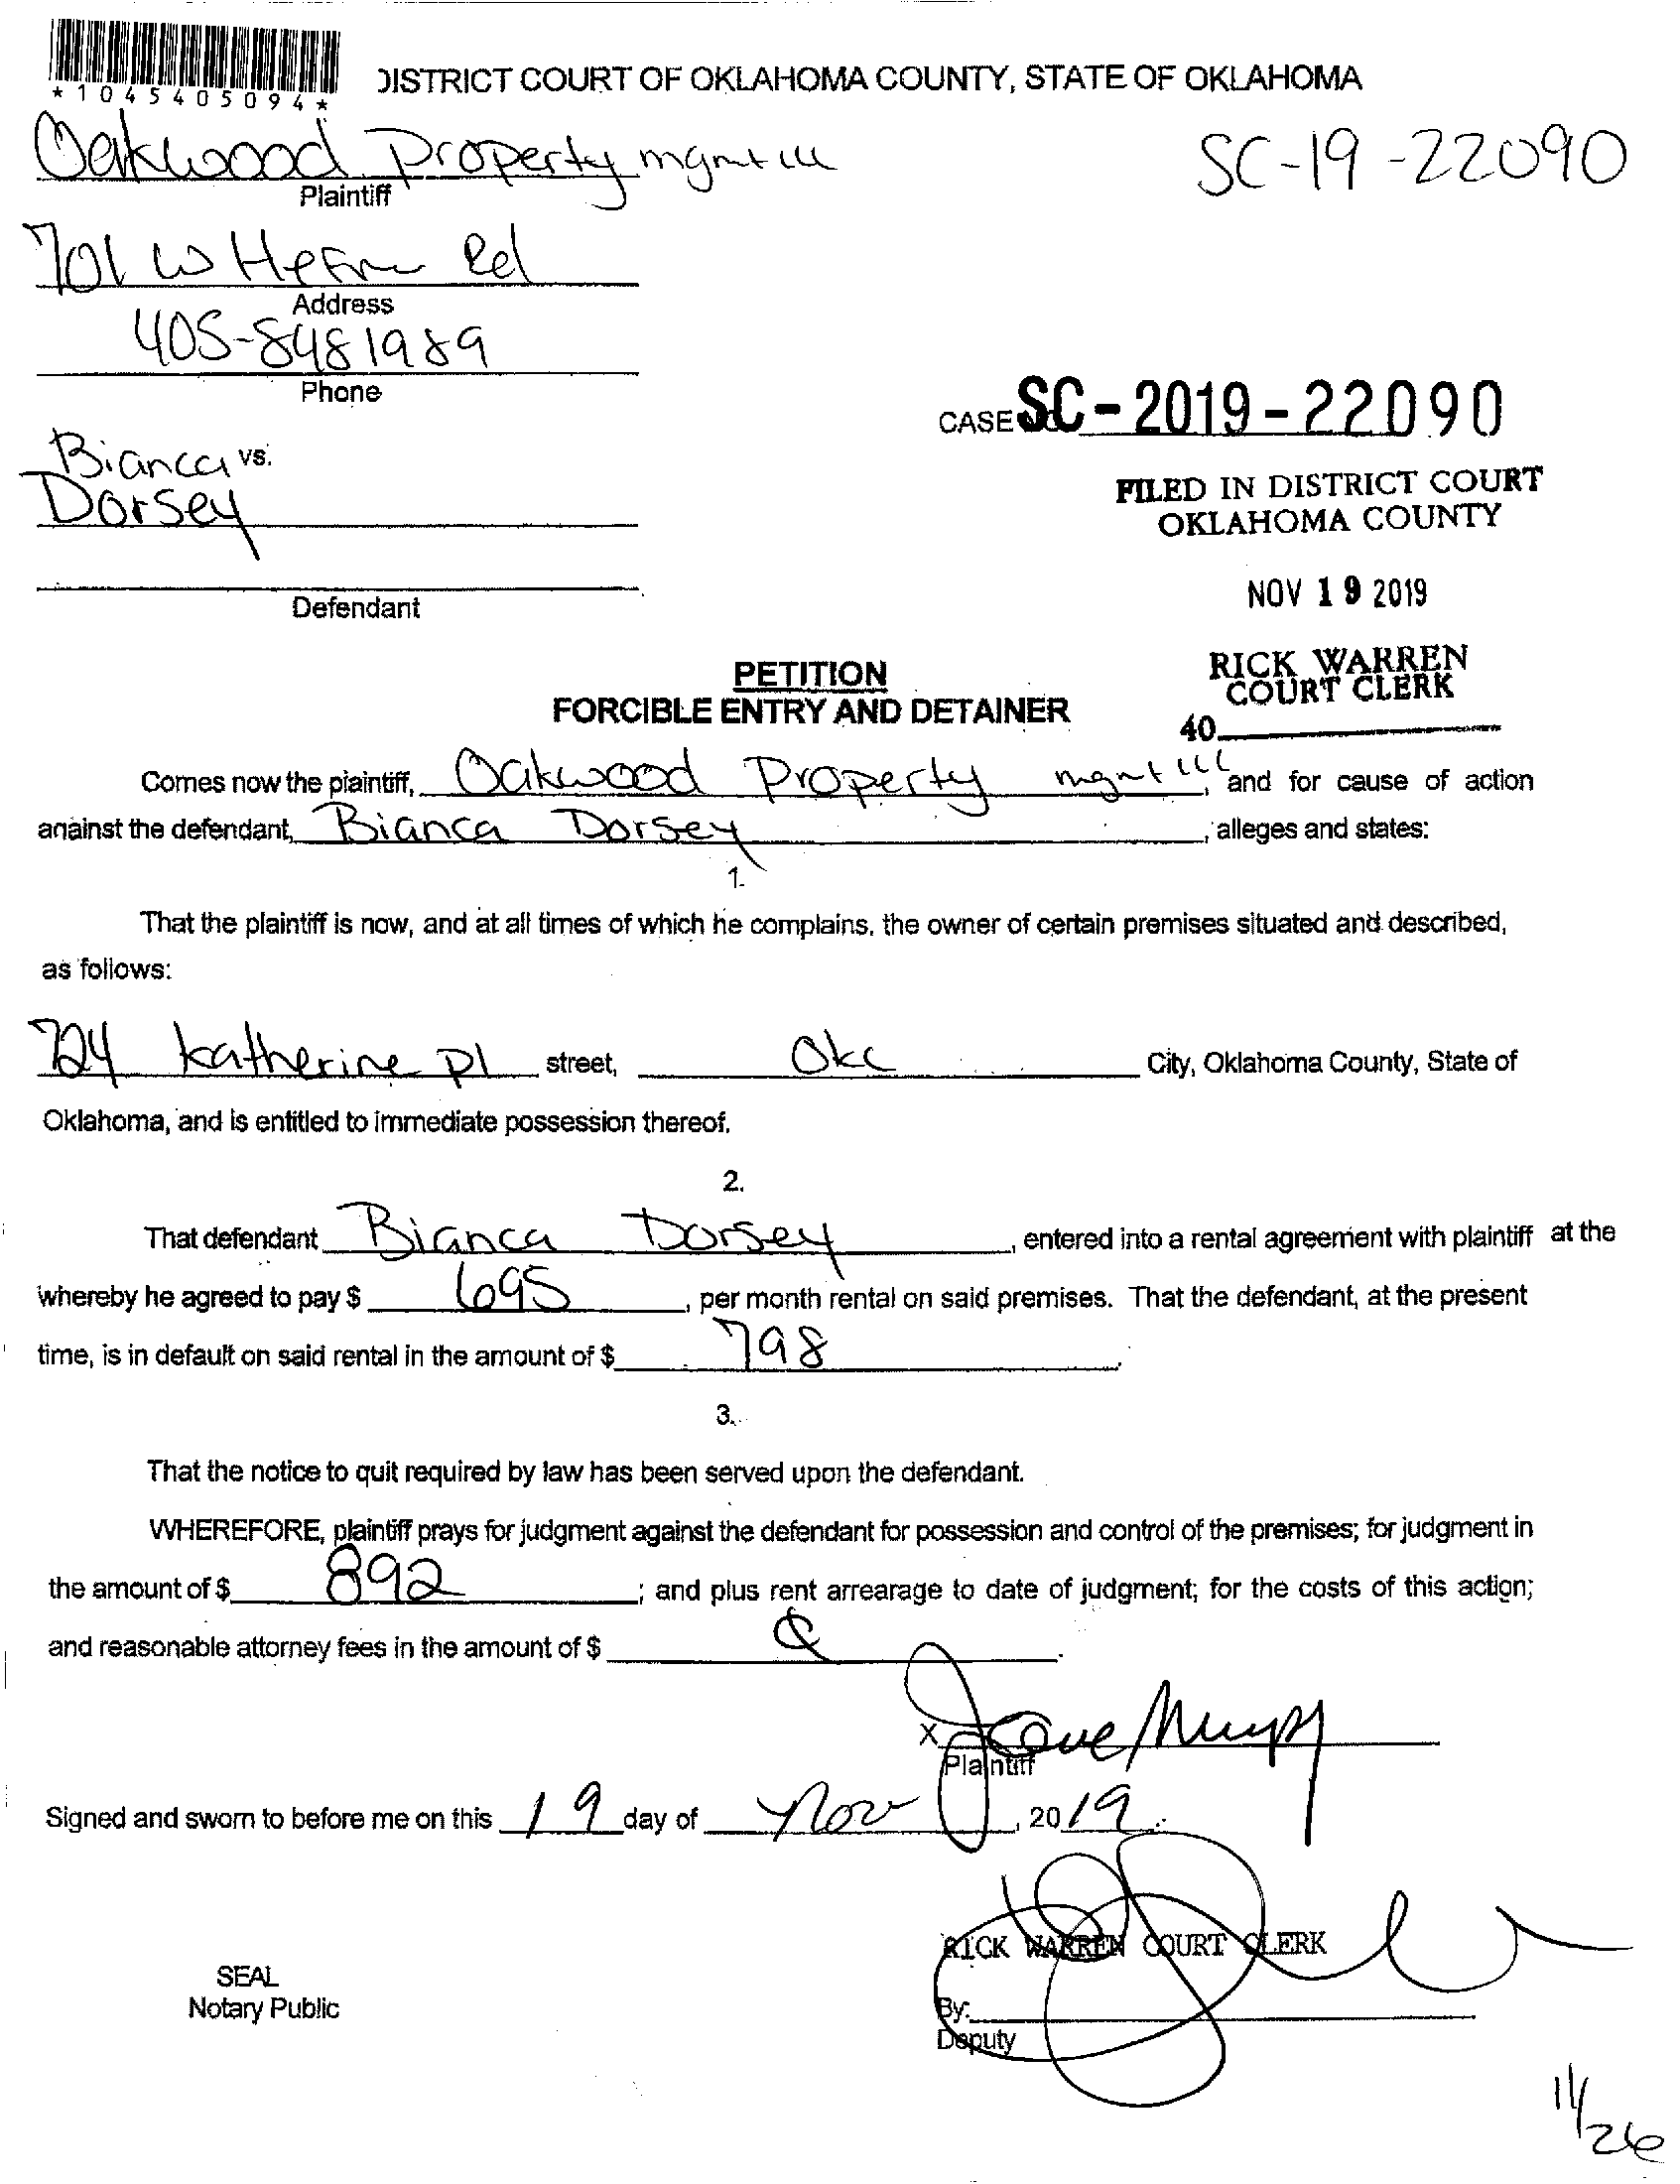 *1045405094*
DISTRICT COURT OF OKLAHOMA COUNTY, STATE OF OKLAHOMA
Oakwood Property mgmt
SC-19-22090
Plaintiff
701 W Hefner Rd
Address
405-8481989
Phone
CASE SC-2019-22090
Bianca vs.
Dorsey
FILED IN DISTRICT COURT
OKLAHOMA COUNTY
NOV 19 2019
Defendant
RICK WARREN
COURT CLERK
40
PETITION
FORCIBLE ENTRY AND DETAINER
Comes now the plaintiff, Oakwood Property mgmt, and for cause of action
against the defendant, Bianca Dorsey, alleges and states:
1.
That the plaintiff is now, and at all times of which he complains, the owner of certain premises situated and described,
as follows:
724 Katherine Pl street, Okc City, Oklahoma County, State of
Oklahoma, and is entitled to immediate possession thereof.
2.
That defendant Bianca Dorsey, entered into a rental agreement with plaintiff at the
whereby he agreed to pay $ 695, per month rental on said premises. That the defendant, at the present
time, is in default on said rental in the amount of $ 798.
3.
That the notice to quit required by law has been served upon the defendant.
WHEREFORE, plaintiff prays for judgment against the defendant for possession and control of the premises; for judgment in
the amount of $ 892; and plus rent arrearage to date of judgment; for the costs of this action;
and reasonable attorney fees in the amount of $
X
Plaintiff
Signed and sworn to before me on this 19 day of Nov, 2019.
RICK WARREN COURT CLERK
SEAL
Notary Public
By:
Deputy
11/26